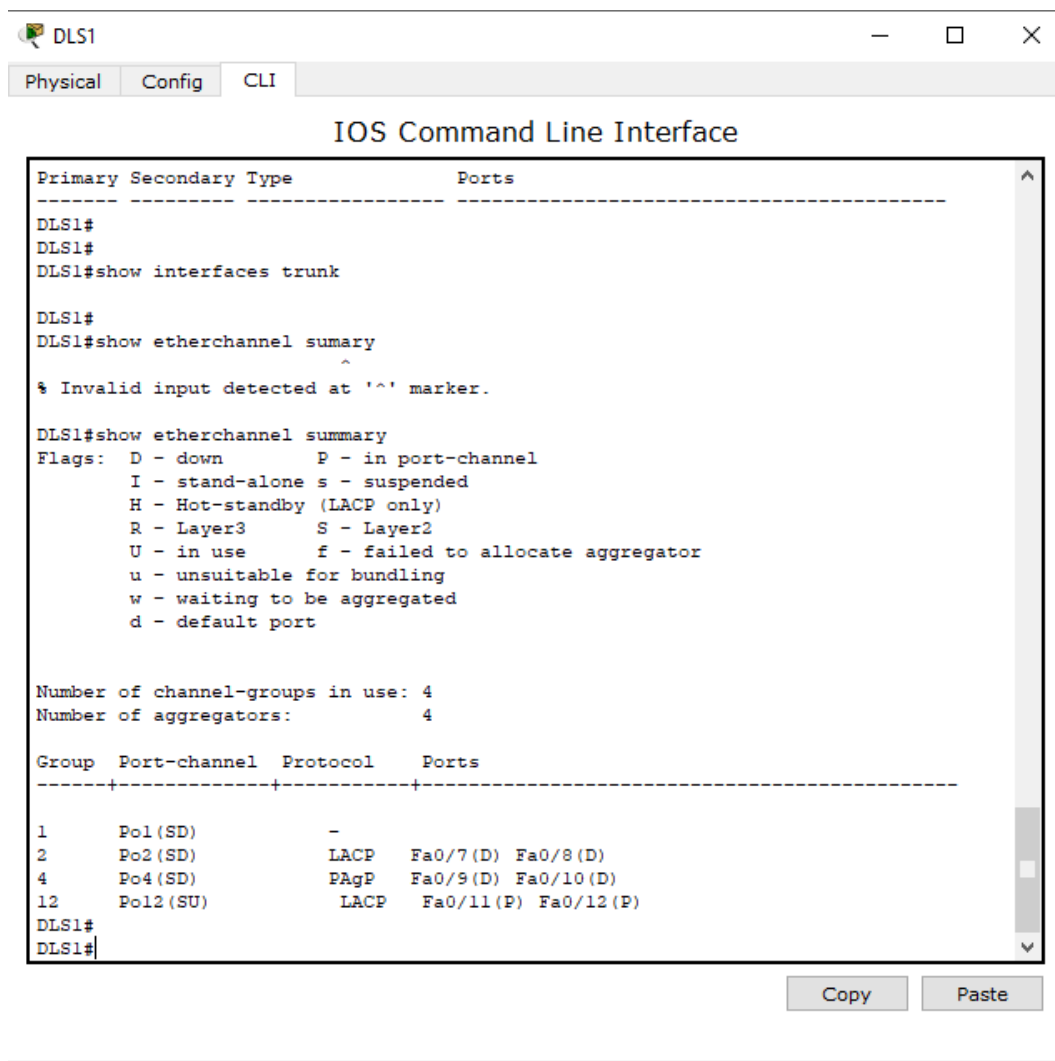 DLS1
Physical Config CLI
IOS Command Line Interface
Primary Secondary Type              Ports
------- --------- ----------------- ------------------------------------------
DLS1#
DLS1#
DLS1#show interfaces trunk
DLS1#
DLS1#show etherchannel sumary
                          ^
% Invalid input detected at '^' marker.
DLS1#show etherchannel summary
Flags:  D - down        P - in port-channel
        I - stand-alone s - suspended
        H - Hot-standby (LACP only)
        R - Layer3      S - Layer2
        U - in use      f - failed to allocate aggregator
        u - unsuitable for bundling
        w - waiting to be aggregated
        d - default port
Number of channel-groups in use: 4
Number of aggregators:           4
Group  Port-channel  Protocol    Ports
------+-------------+-----------+----------------------------------------------
1      Po1(SD)           -
2      Po2(SD)           LACP   Fa0/7(D) Fa0/8(D)
4      Po4(SD)           PAgP   Fa0/9(D) Fa0/10(D)
12     Po12(SU)           LACP   Fa0/11(P) Fa0/12(P)
DLS1#
DLS1#
Copy Paste